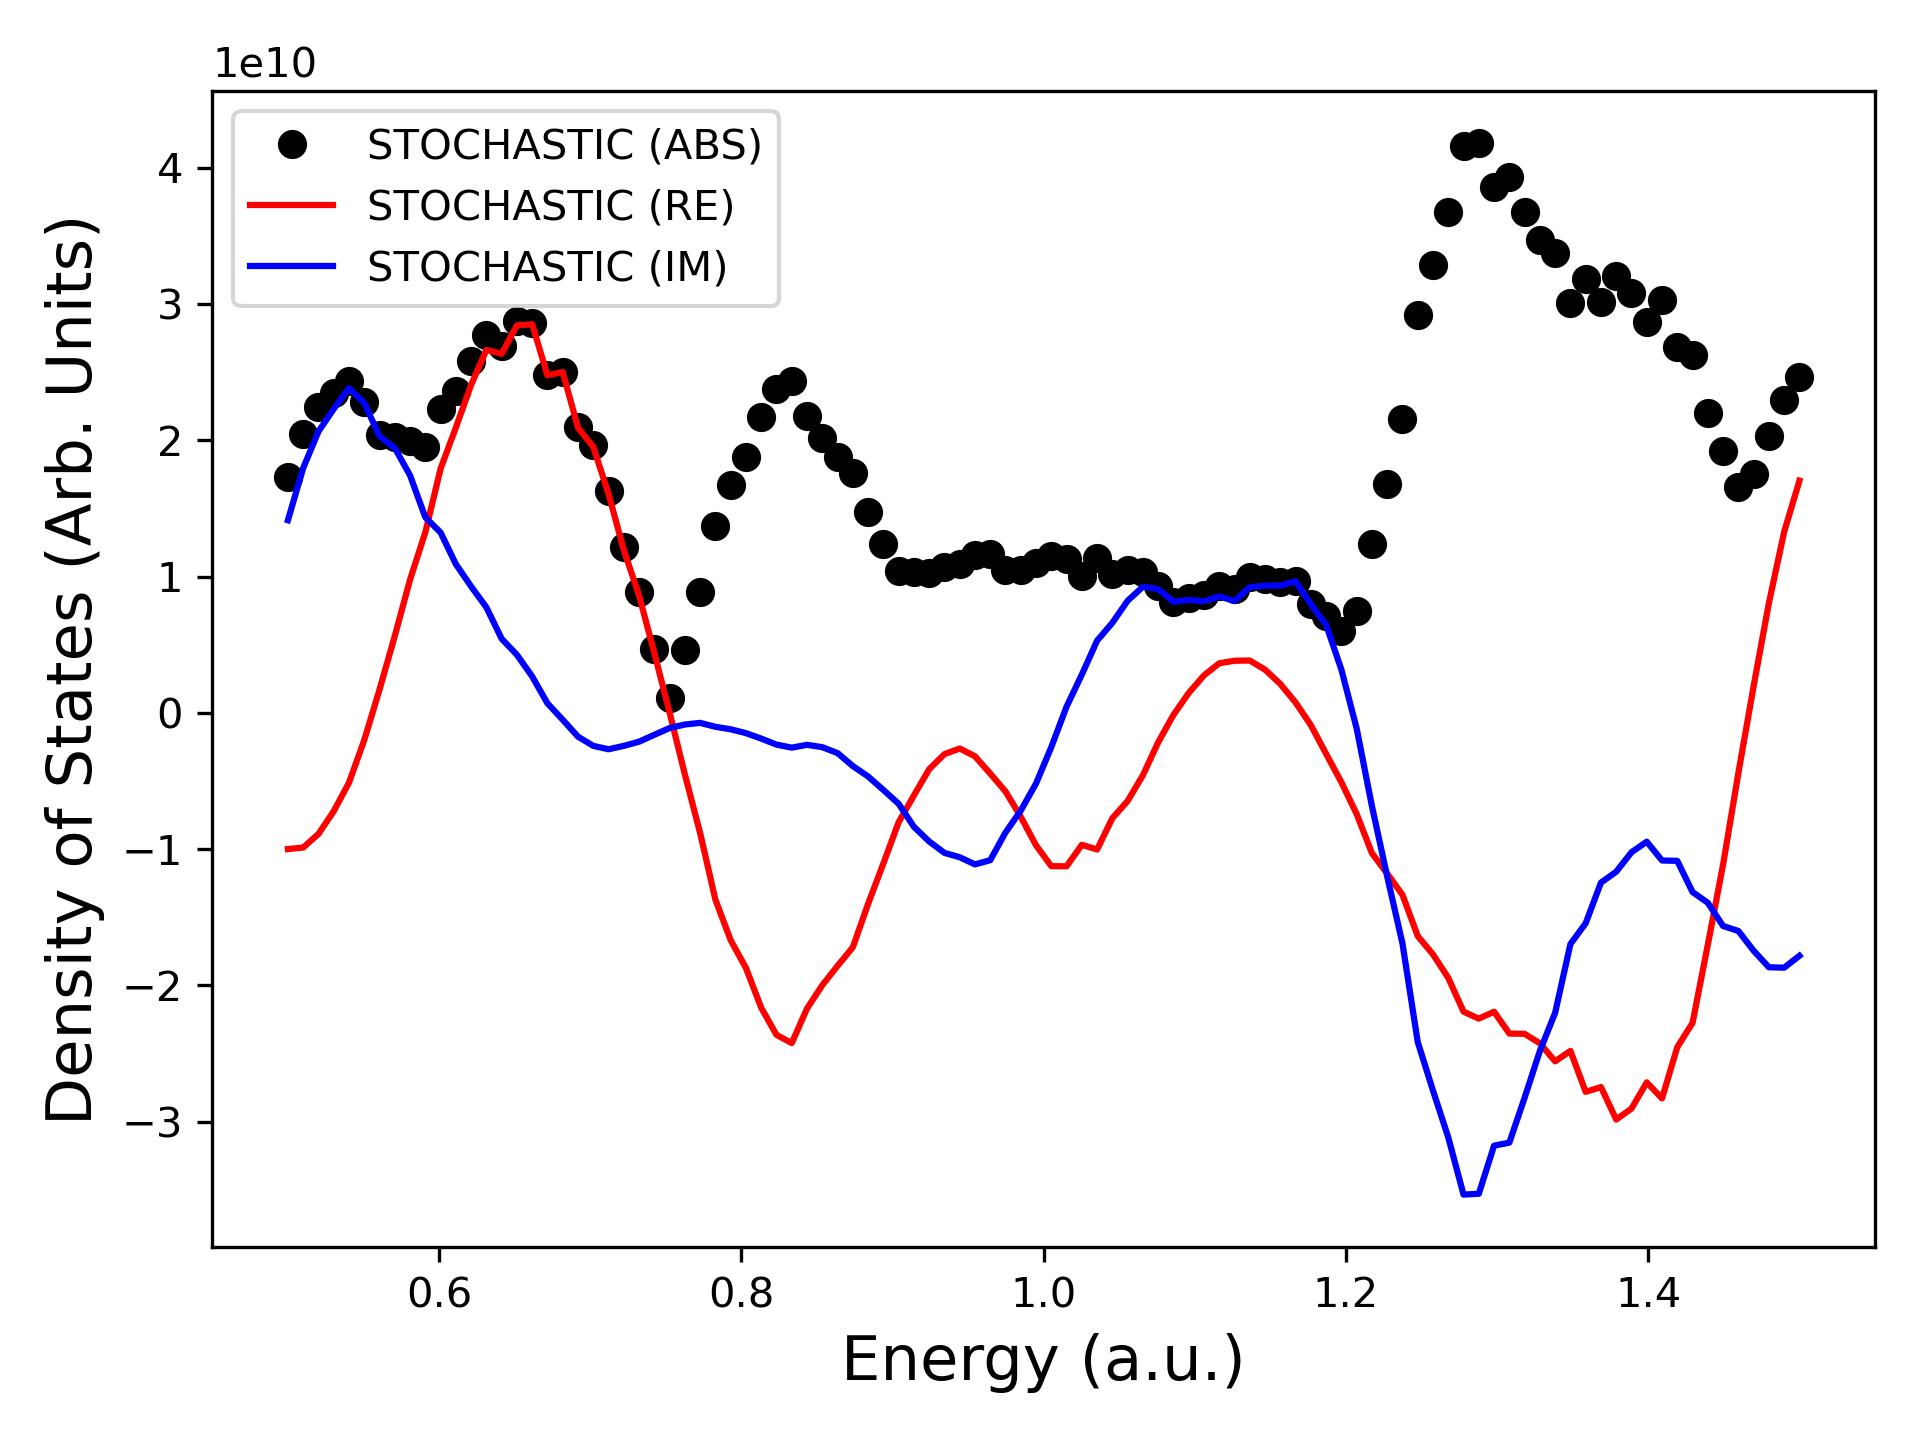 1e10
STOCHASTIC (ABS)
STOCHASTIC (RE)
STOCHASTIC (IM)
Density of States (Arb. Units)
4
3
2
1
0
−1
−2
−3
0.6 0.8 1.0 1.2 1.4
Energy (a.u.)